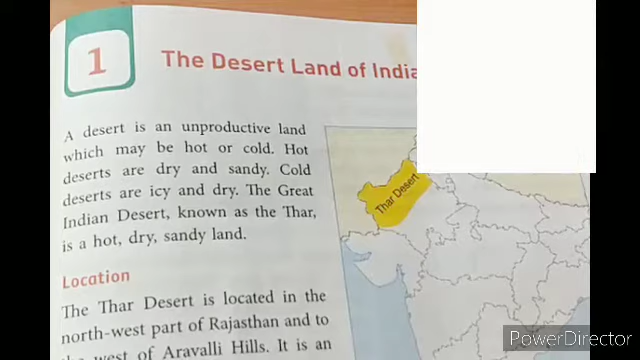 1
The Desert Land of India
A desert is an unproductive land
which may be hot or cold. Hot
deserts are dry and sandy. Cold
deserts are icy and dry. The Great
Indian Desert, known as the Thar,
is a hot, dry, sandy land.
Thar Desert
Location
The Thar Desert is located in the
north-west part of Rajasthan and to
the west of Aravalli Hills. It is an
PowerDirector